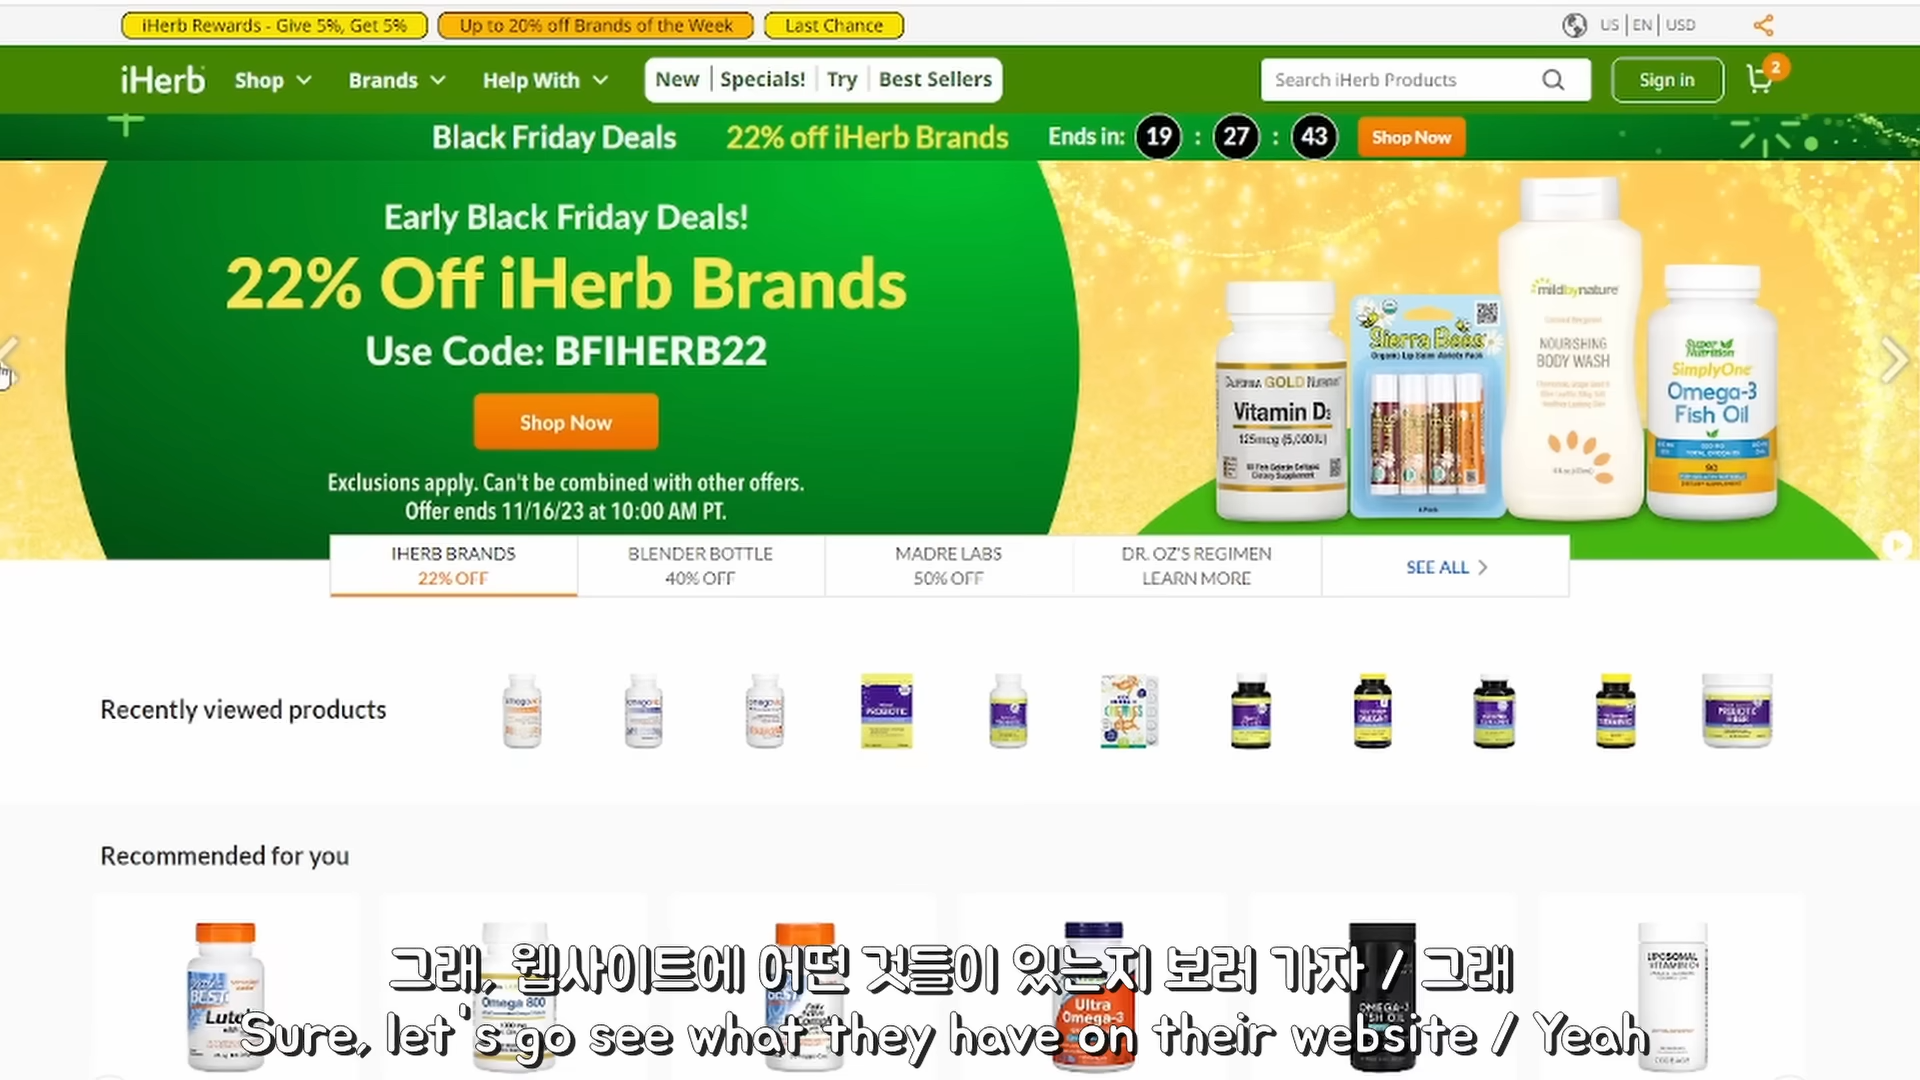 iHerb Rewards - Give 5%, Get 5%
Up to 20% off Brands of the Week
Last Chance
US | EN | USD
iHerb
Shop
Brands
Help With
New
Specials!
Try
Best Sellers
Search iHerb Products
Sign in
2
Black Friday Deals
22% off iHerb Brands
Ends in: 19 : 27 : 43
Shop Now
Early Black Friday Deals!
22% Off iHerb Brands
Use Code: BFIHERB22
Shop Now
Exclusions apply. Can't be combined with other offers.
Offer ends 11/16/23 at 10:00 AM PT.
CALIFORNIA GOLD Nutrition
Vitamin D3
125mcg (5,000 IU)
Sierra Bees
Organic Lip Balm Variety Pack
mildbynature
NOURISHING
BODY WASH
Super
Nutrition
SimplyOne
Omega-3
Fish Oil
90
IHERB BRANDS
22% OFF
BLENDER BOTTLE
40% OFF
MADRE LABS
50% OFF
DR. OZ'S REGIMEN
LEARN MORE
SEE ALL
Recently viewed products
PROBIOTIC
PREBIOTIC
FIBER
Recommended for you
BEST
Omega 800
Ultra
Omega-3
OMEGA-3
FISH OIL
LIPOSOMAL
VITAMIN C
그래, 웹사이트에 어떤 것들이 있는지 보러 가자 / 그래
Sure, let's go see what they have on their website / Yeah